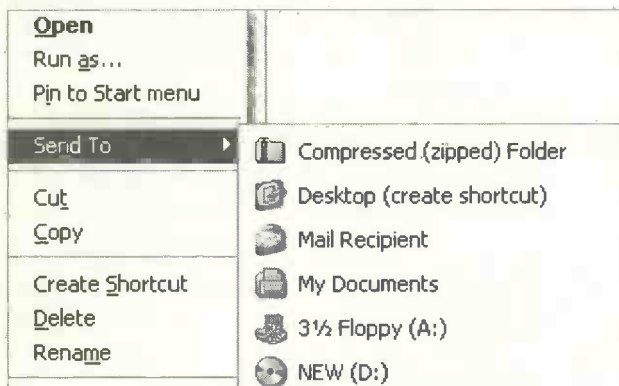 Open
Run as...
Pin to Start menu
Send To
Compressed (zipped) Folder
Desktop (create shortcut)
Mail Recipient
My Documents
3½ Floppy (A:)
NEW (D:)
Cut
Copy
Create Shortcut
Delete
Rename